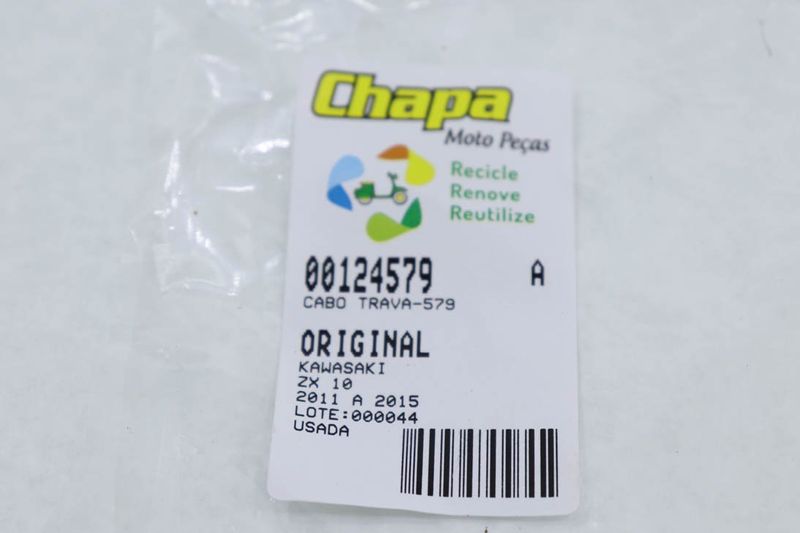 Chapa
Moto Peças
Recicle
Renove
Reutilize
00124579 A
CABO TRAVA-579
ORIGINAL
KAWASAKI
ZX 10
2011 A 2015
LOTE:000044
USADA